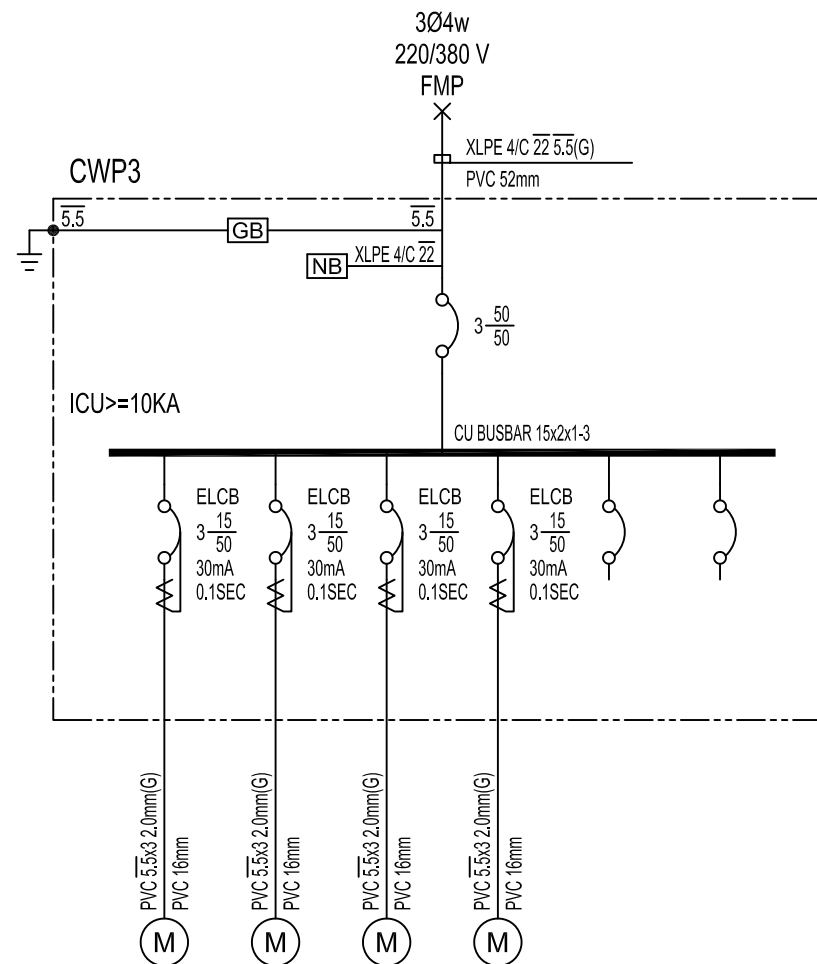 3Ø4w
220/380 V
FMP
XLPE 4/C 22 5.5(G)
PVC 52mm
CWP3
5.5
GB
5.5
NB
XLPE 4/C 22
3 50/50
ICU>=10KA
CU BUSBAR 15x2x1-3
ELCB
3 15/50
30mA
0.1SEC
ELCB
3 15/50
30mA
0.1SEC
ELCB
3 15/50
30mA
0.1SEC
ELCB
3 15/50
30mA
0.1SEC
PVC 5.5x3 2.0mm(G)
PVC 16mm
PVC 5.5x3 2.0mm(G)
PVC 16mm
PVC 5.5x3 2.0mm(G)
PVC 16mm
PVC 5.5x3 2.0mm(G)
PVC 16mm
M
M
M
M